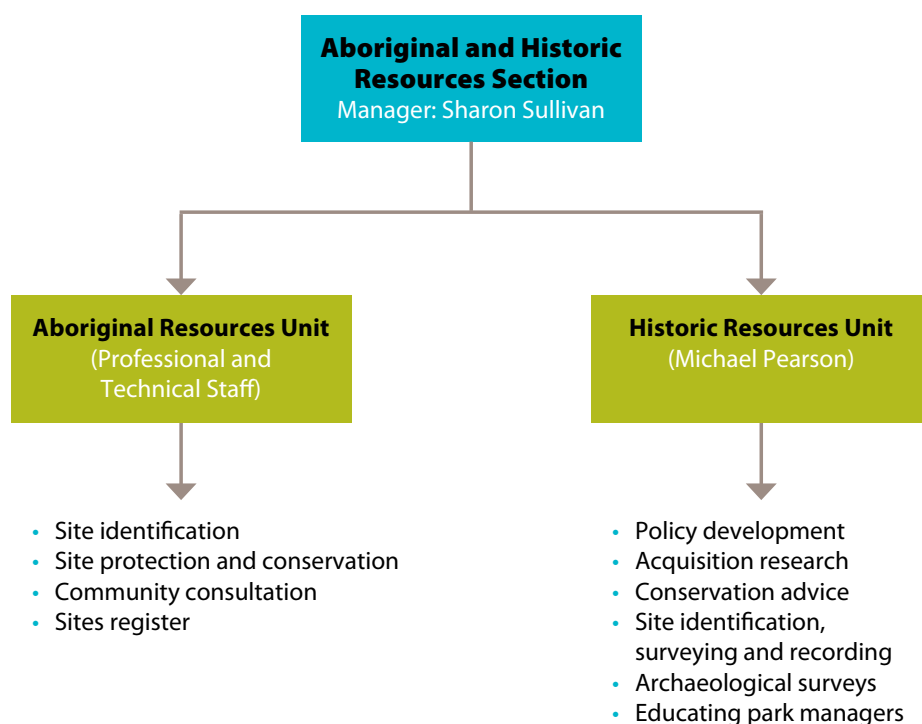 Aboriginal and Historic
Resources Section
Manager: Sharon Sullivan
Aboriginal Resources Unit
(Professional and
Technical Staff)
Historic Resources Unit
(Michael Pearson)
• Site identification
• Site protection and conservation
• Community consultation
• Sites register
• Policy development
• Acquisition research
• Conservation advice
• Site identification,
surveying and recording
• Archaeological surveys
• Educating park managers